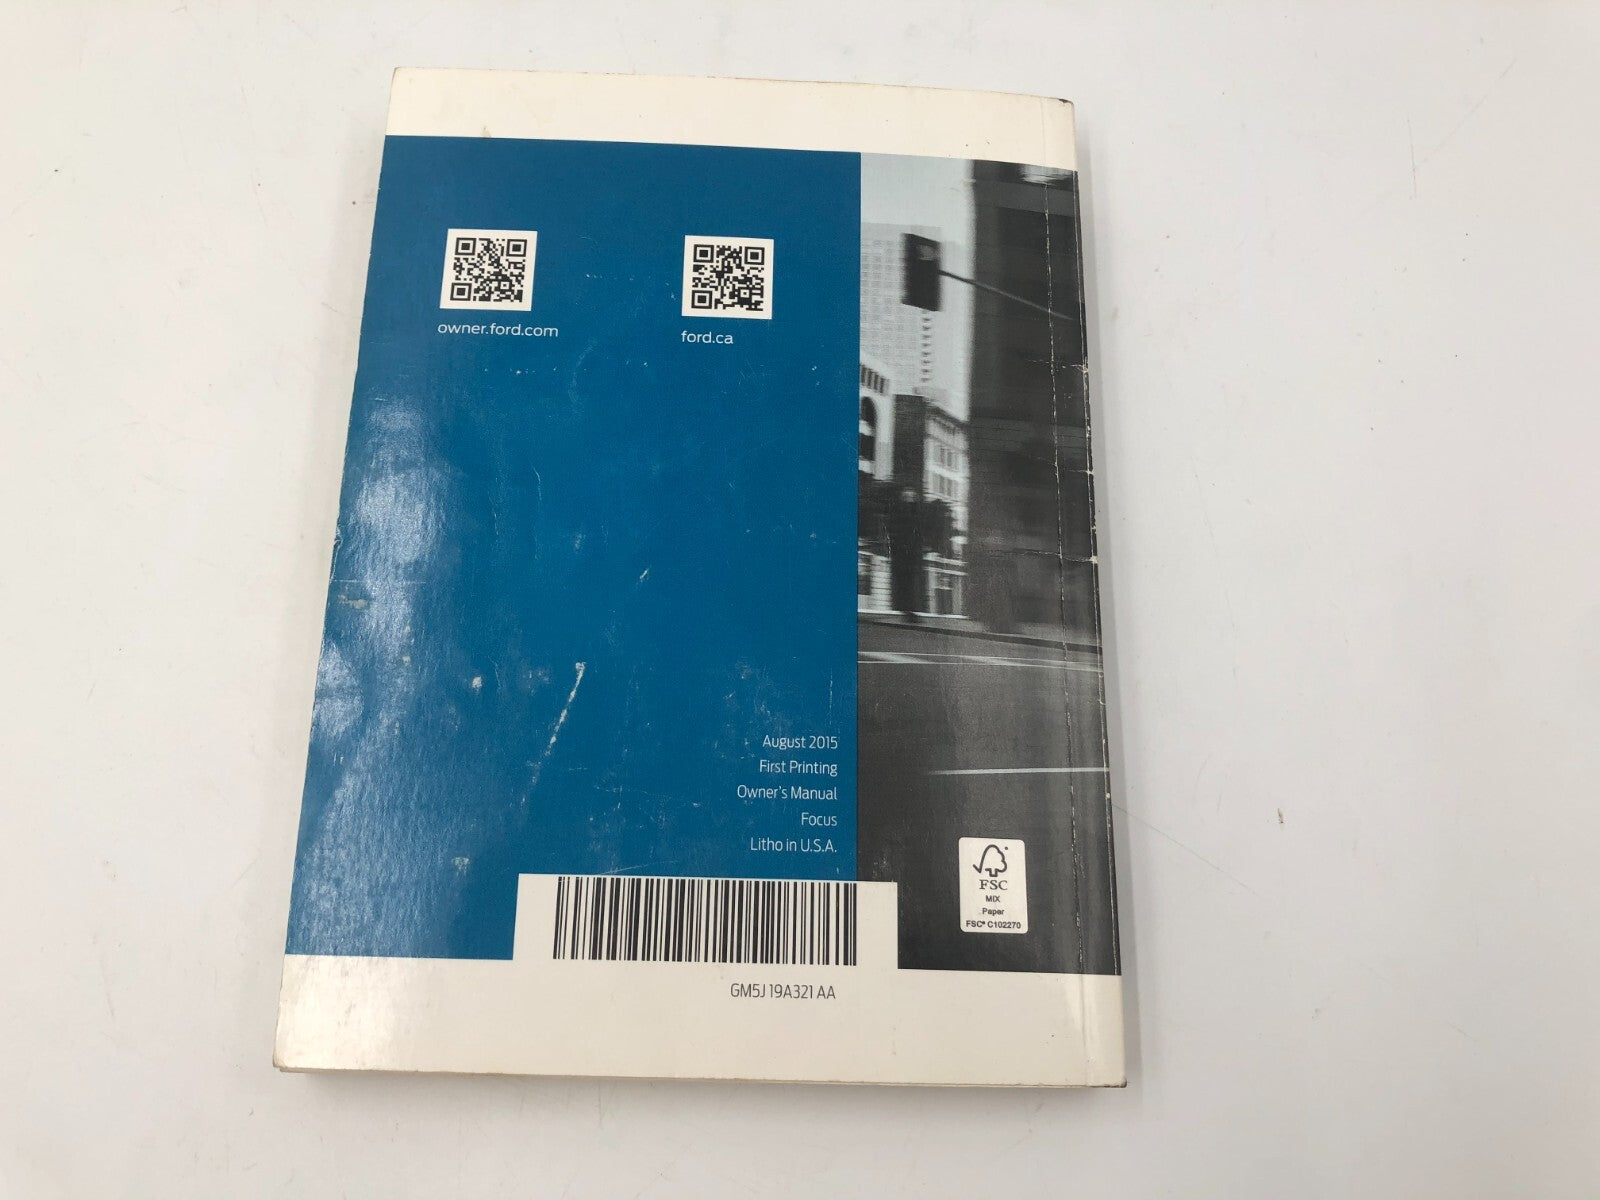 owner.ford.com
ford.ca
August 2015
First Printing
Owner's Manual
Focus
Litho in U.S.A.
FSC
MIX
Paper
FSC® C102270
GM5J 19A321 AA